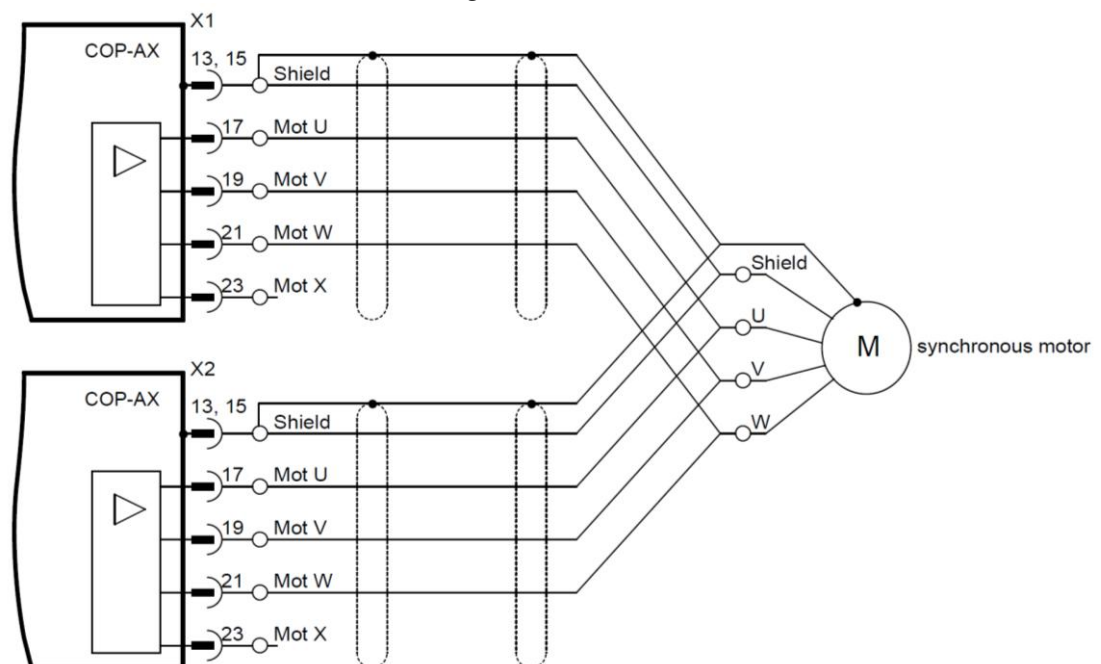 X1
COP-AX
13, 15
Shield
17
Mot U
19
Mot V
21
Mot W
23
Mot X
Shield
U
M
synchronous motor
V
W
X2
COP-AX
13, 15
Shield
17
Mot U
19
Mot V
21
Mot W
23
Mot X